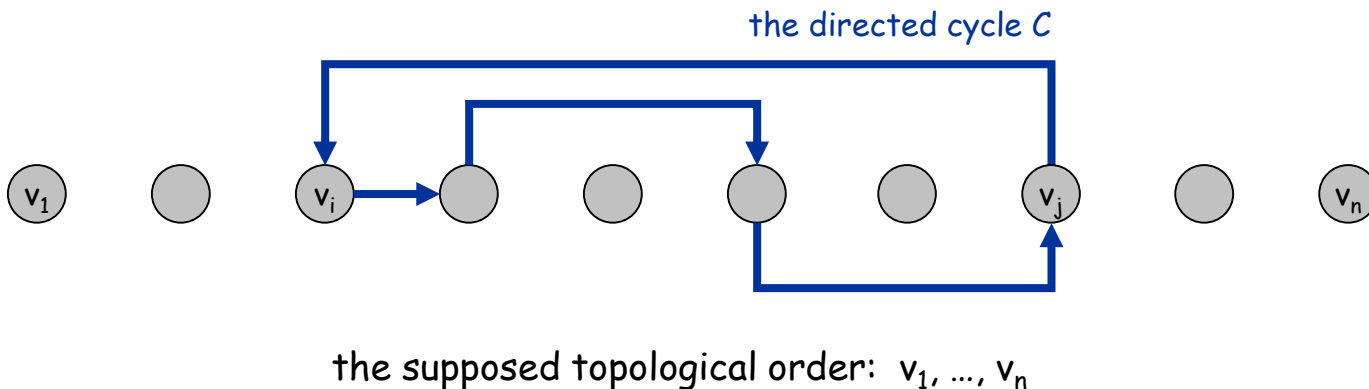 the directed cycle C
v₁ vᵢ vⱼ vₙ
the supposed topological order: v₁, ..., vₙ